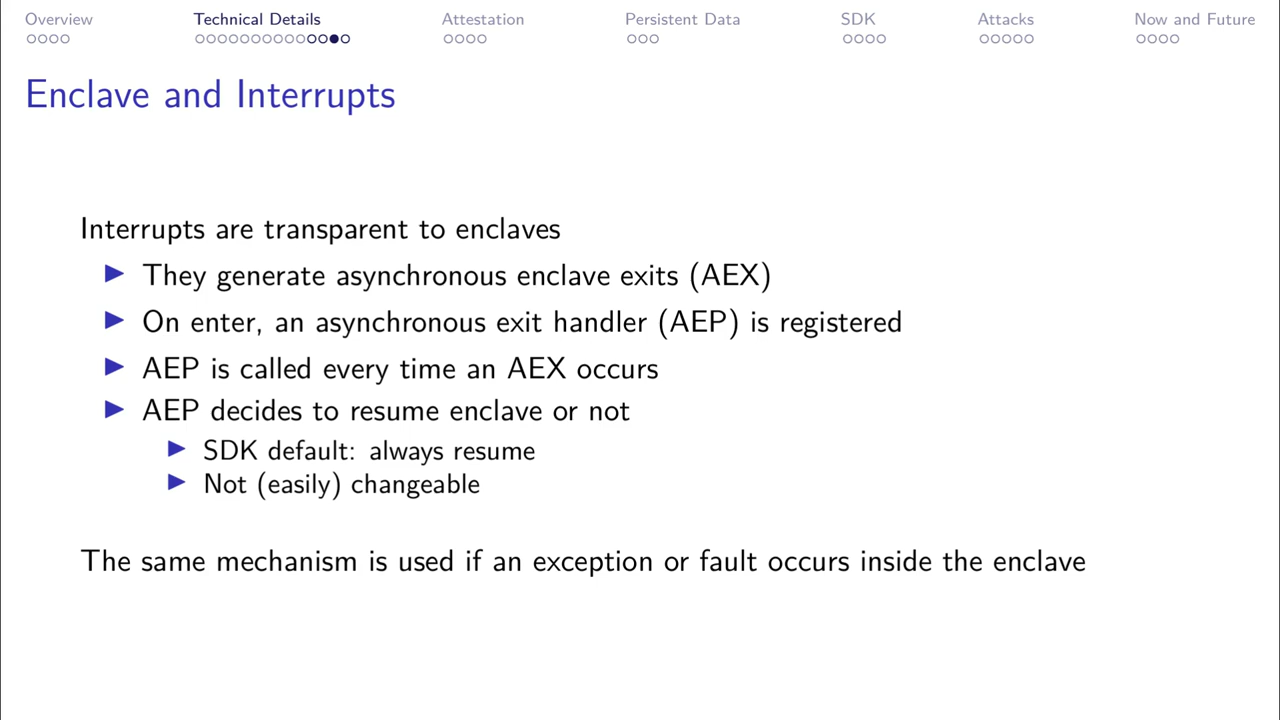 Overview Technical Details Attestation Persistent Data SDK Attacks Now and Future
Enclave and Interrupts
Interrupts are transparent to enclaves
They generate asynchronous enclave exits (AEX)
On enter, an asynchronous exit handler (AEP) is registered
AEP is called every time an AEX occurs
AEP decides to resume enclave or not
SDK default: always resume
Not (easily) changeable
The same mechanism is used if an exception or fault occurs inside the enclave